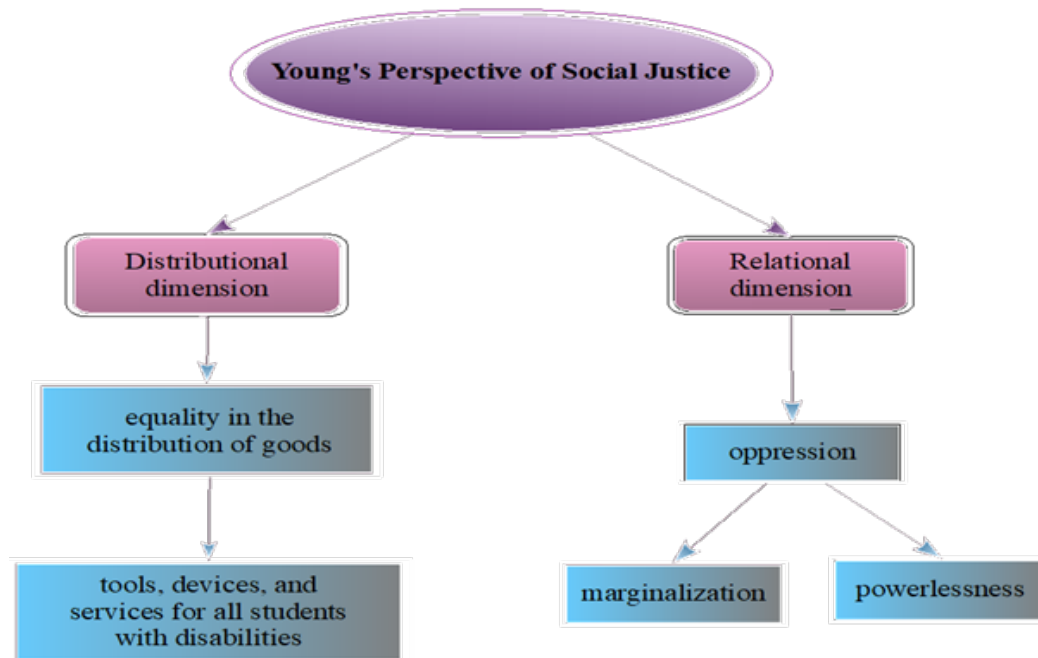 Young's Perspective of Social Justice
Distributional
dimension
Relational
dimension
equality in the
distribution of goods
oppression
tools, devices, and
services for all students
with disabilities
marginalization
powerlessness